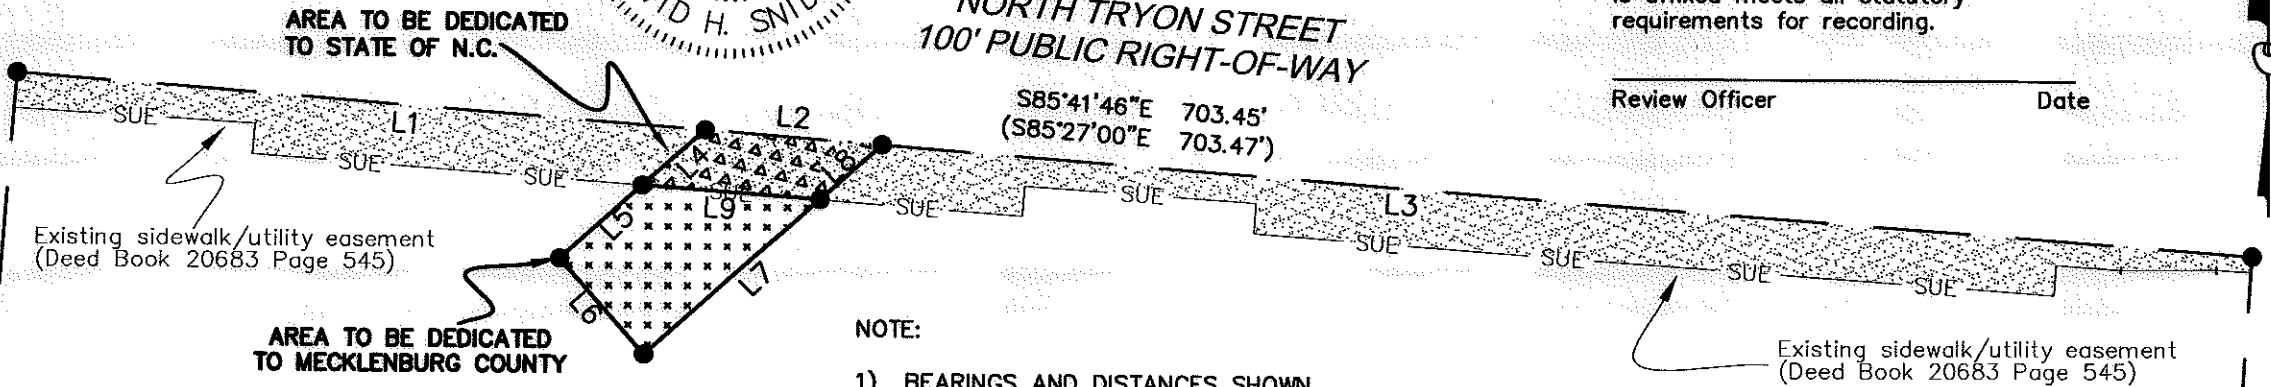 AREA TO BE DEDICATED
TO STATE OF N.C.
H. SNID
NORTH TRYON STREET
100' PUBLIC RIGHT-OF-WAY
requirements for recording.
S85°41'46"E 703.45'
(S85°27'00"E 703.47')
Review Officer Date
SUE
L1
L2
SUE
SUE
L4
L8
SUE
L9
SUE
SUE
L3
SUE
SUE
SUE
SUE
L5
L7
L6
Existing sidewalk/utility easement
(Deed Book 20683 Page 545)
AREA TO BE DEDICATED
TO MECKLENBURG COUNTY
NOTE:
1) BEARINGS AND DISTANCES SHOWN
Existing sidewalk/utility easement
(Deed Book 20683 Page 545)